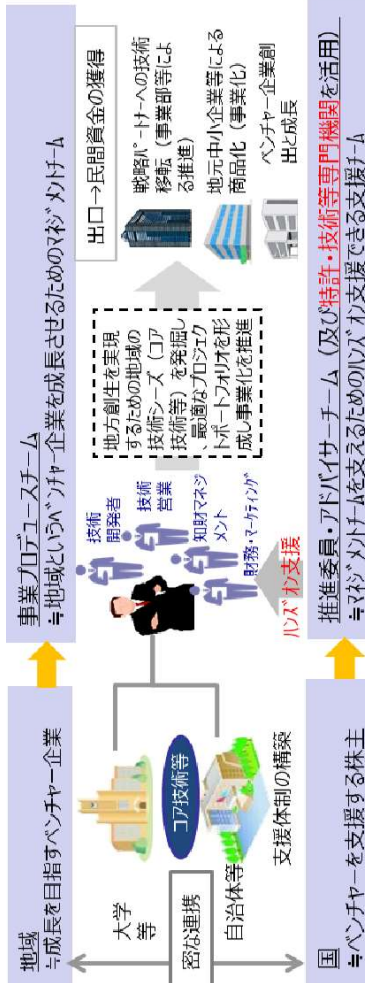 地域
≒成長を目指すベンチャー企業
事業プロデュースチーム
≒地域というベンチャー企業を成長させるためのマネジメントチーム
大学
等
密な連携
自治体等
コア技術等
支援体制の構築
技術
開発者
技術
営業
知財マネジ
メント
財務・マーケティング
ハンズオン支援
地方創生を実現
するための地域の
技術シーズ（コア
技術等）を発掘し
、最適なプロジェク
トポートフォリオを形
成し事業化を推進
出口→民間資金の獲得
戦略パートナーへの技術
移転（事業部等によ
る推進）
地元中小企業等による
商品化（事業化）
ベンチャー企業創
出と成長
国
≒ベンチャーを支援する株主
推進委員・アドバイザーチーム（及び特許・技術等専門機関を活用）
≒マネジメントチームを支えるためのハンズオン支援できる支援チーム